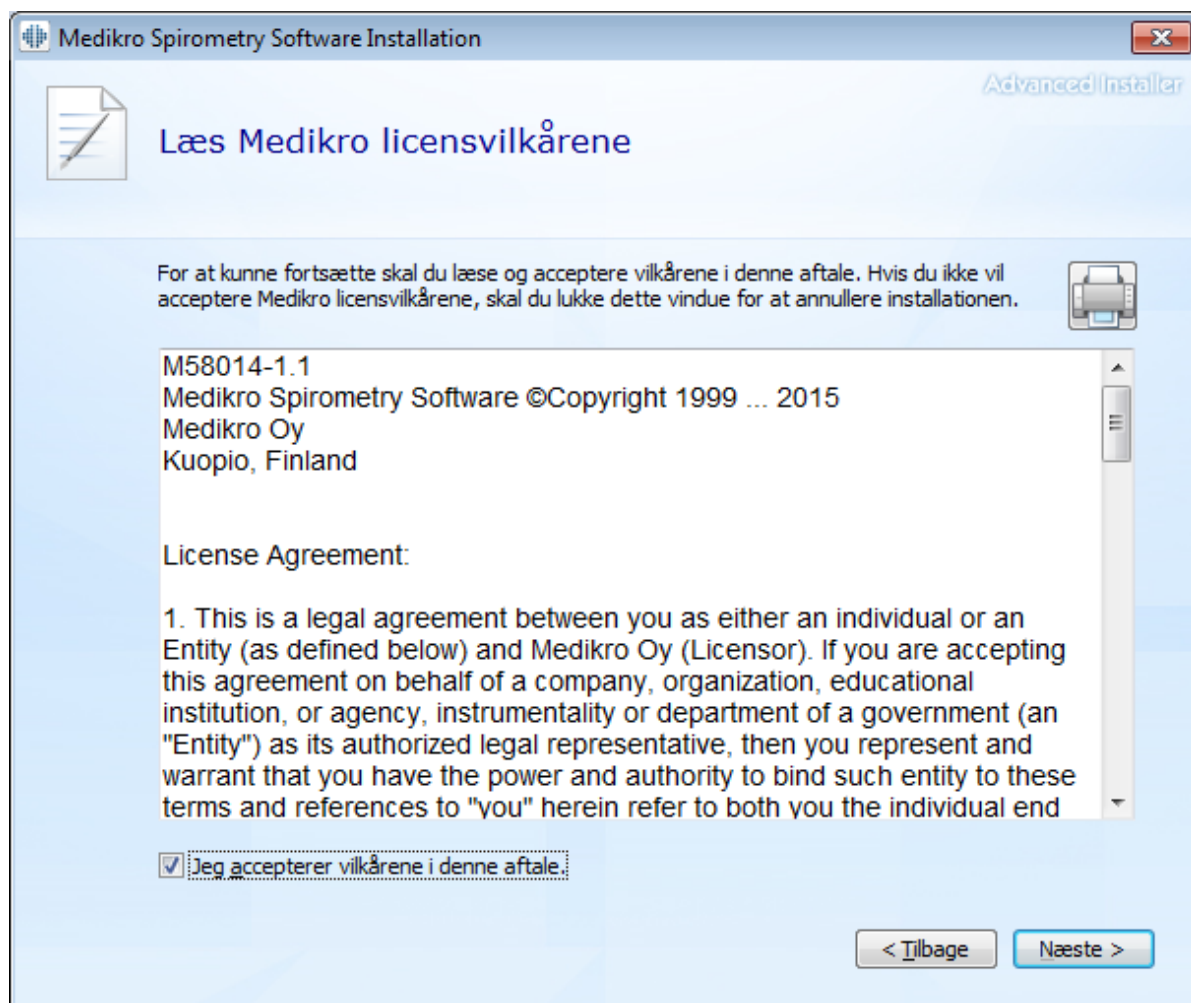 Medikro Spirometry Software Installation
Advanced Installer
Læs Medikro licensvilkårene
For at kunne fortsætte skal du læse og acceptere vilkårene i denne aftale. Hvis du ikke vil
acceptere Medikro licensvilkårene, skal du lukke dette vindue for at annullere installationen.
M58014-1.1
Medikro Spirometry Software ©Copyright 1999 ... 2015
Medikro Oy
Kuopio, Finland
License Agreement:
1. This is a legal agreement between you as either an individual or an
Entity (as defined below) and Medikro Oy (Licensor). If you are accepting
this agreement on behalf of a company, organization, educational
institution, or agency, instrumentality or department of a government (an
"Entity") as its authorized legal representative, then you represent and
warrant that you have the power and authority to bind such entity to these
terms and references to "you" herein refer to both you the individual end
Jeg accepterer vilkårene i denne aftale.
< Tilbage
Næste >